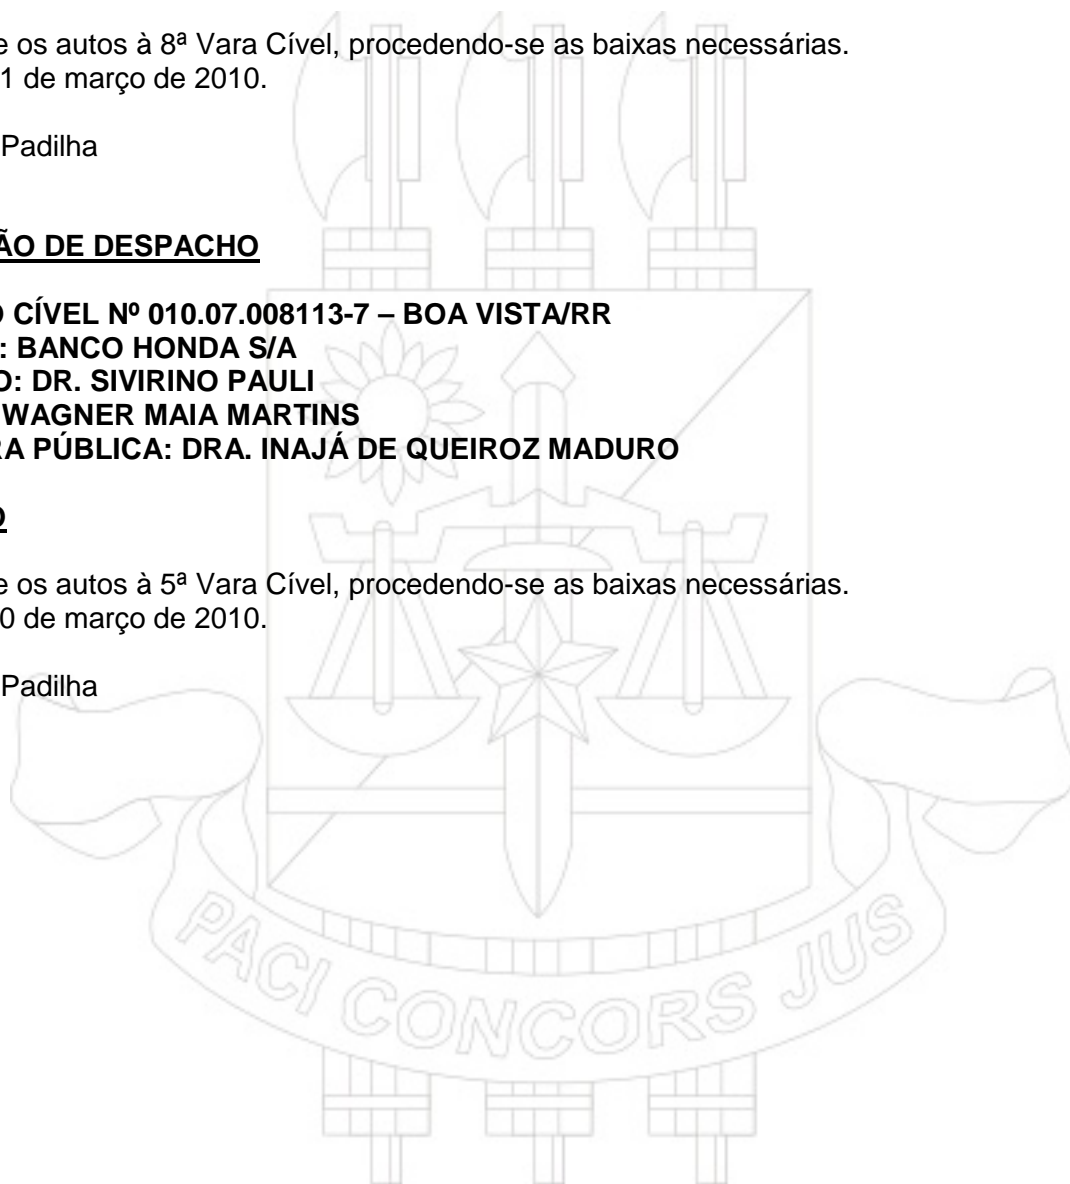 e os autos à 8ª Vara Cível, procedendo-se as baixas necessárias.
1 de março de 2010.
Padilha
ÃO DE DESPACHO
O CÍVEL Nº 010.07.008113-7 – BOA VISTA/RR
: BANCO HONDA S/A
O: DR. SIVIRINO PAULI
WAGNER MAIA MARTINS
RA PÚBLICA: DRA. INAJÁ DE QUEIROZ MADURO
O
e os autos à 5ª Vara Cível, procedendo-se as baixas necessárias.
0 de março de 2010.
Padilha
PACI CONCORS JUS